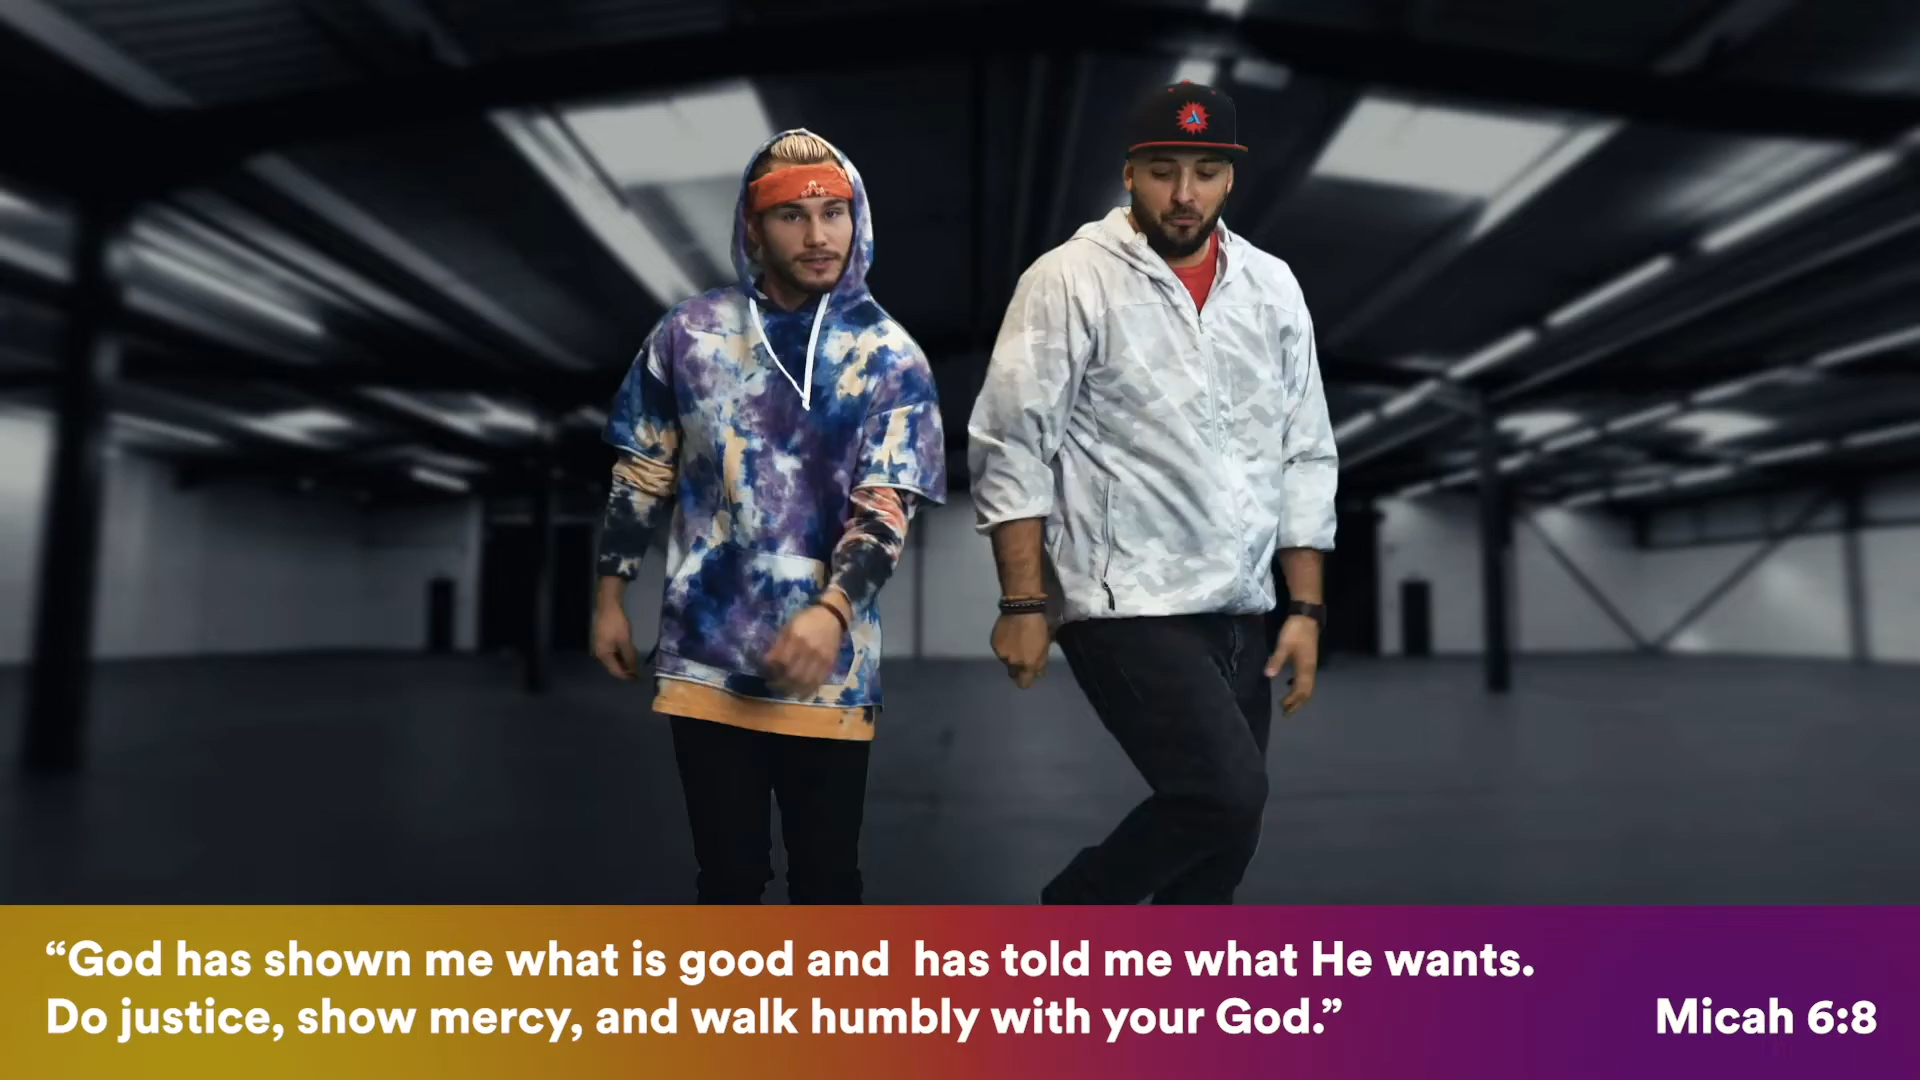 “God has shown me what is good and  has told me what He wants.
Do justice, show mercy, and walk humbly with your God.”
Micah 6:8